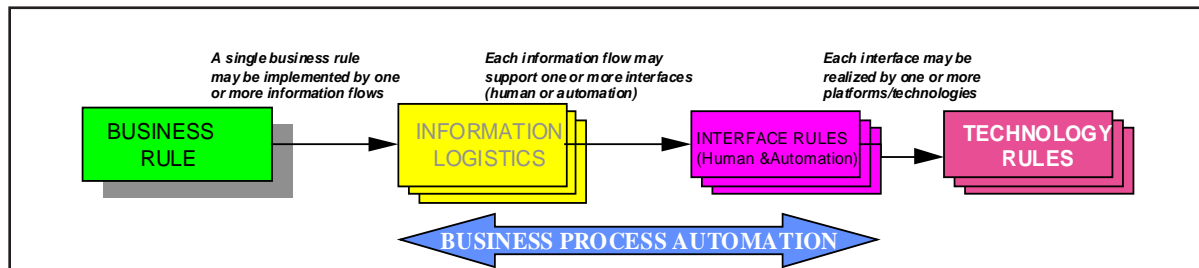 A single business rule
may be implemented by one
or more information flows
Each information flow may
support one or more interfaces
(human or automation)
Each interface may be
realized by one or more
platforms/technologies
BUSINESS
RULE
INFORMATION
LOGISTICS
INTERFACE RULES
(Human &Automation)
TECHNOLOGY
RULES
BUSINESS PROCESS AUTOMATION